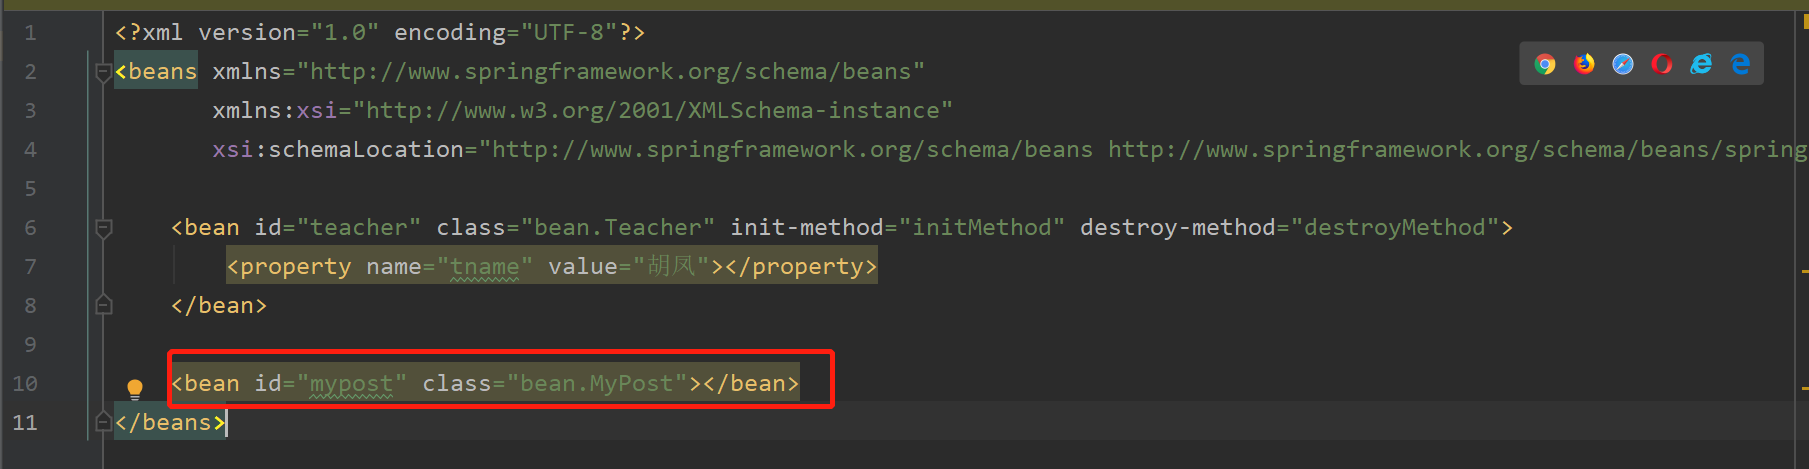 1 <?xml version="1.0" encoding="UTF-8"?>
2 <beans xmlns="http://www.springframework.org/schema/beans"
3 xmlns:xsi="http://www.w3.org/2001/XMLSchema-instance"
4 xsi:schemaLocation="http://www.springframework.org/schema/beans http://www.springframework.org/schema/beans/spring
5
6 <bean id="teacher" class="bean.Teacher" init-method="initMethod" destroy-method="destroyMethod">
7 <property name="tname" value="胡凤"></property>
8 </bean>
9
10 <bean id="mypost" class="bean.MyPost"></bean>
11 </beans>